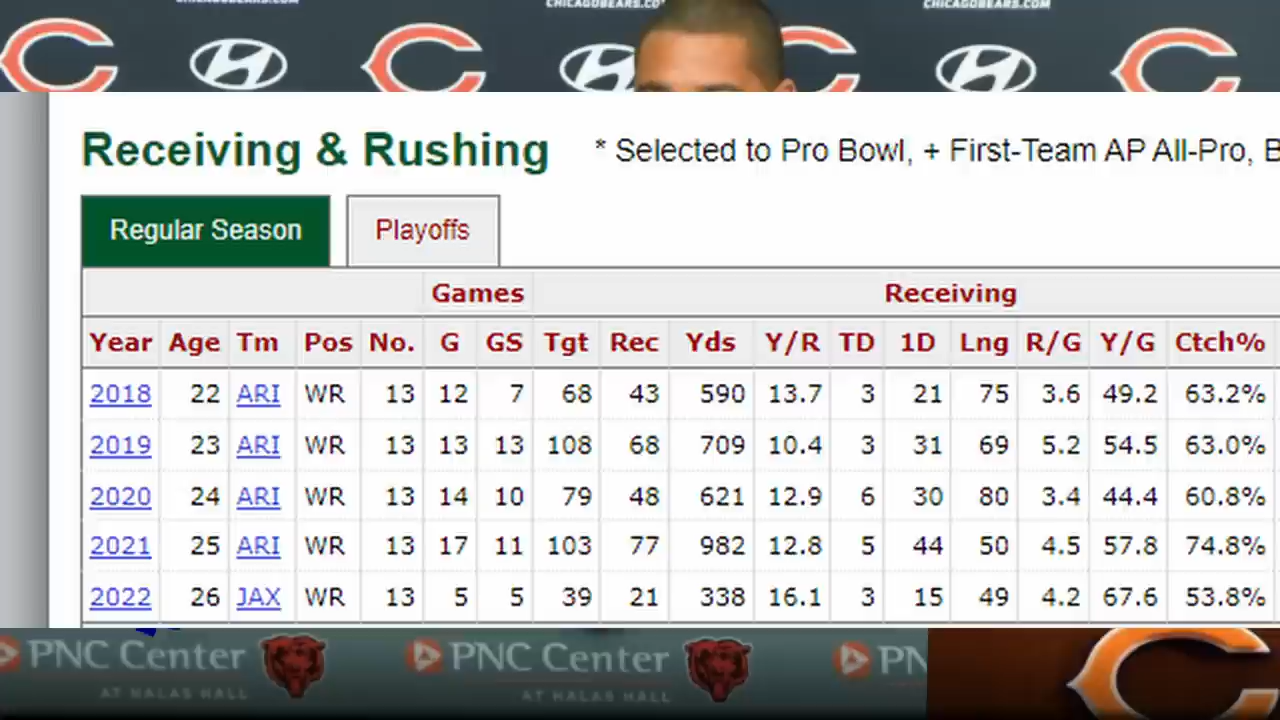 CHICAGOBEARS.COM CHICAGOBEARS.CO CHICAGOBEARS.COM
Receiving & Rushing * Selected to Pro Bowl, + First-Team AP All-Pro, B
Regular Season Playoffs
Games Receiving
Year Age Tm Pos No. G GS Tgt Rec Yds Y/R TD 1D Lng R/G Y/G Ctch%
2018 22 ARI WR 13 12 7 68 43 590 13.7 3 21 75 3.6 49.2 63.2%
2019 23 ARI WR 13 13 13 108 68 709 10.4 3 31 69 5.2 54.5 63.0%
2020 24 ARI WR 13 14 10 79 48 621 12.9 6 30 80 3.4 44.4 60.8%
2021 25 ARI WR 13 17 11 103 77 982 12.8 5 44 50 4.5 57.8 74.8%
2022 26 JAX WR 13 5 5 39 21 338 16.1 3 15 49 4.2 67.6 53.8%
PNC Center PNC Center PN
AT HALAS HALL AT HALAS HALL